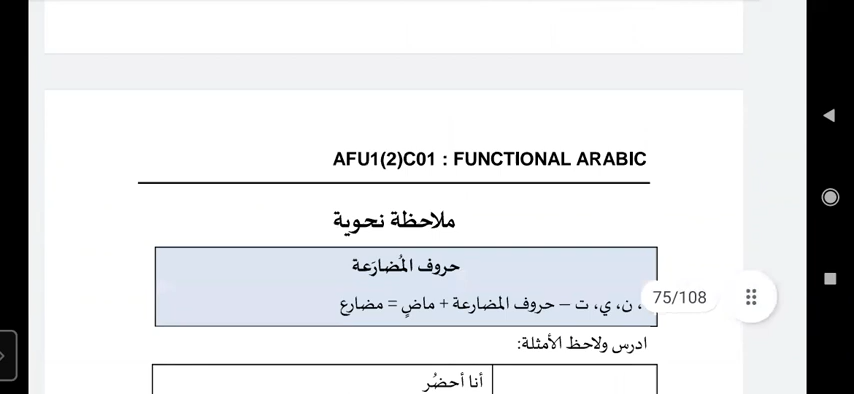 AFU1(2)C01 : FUNCTIONAL ARABIC
ملاحظة نحوية
حروف المُضارَعة
، ن، ي، ت – حروف المضارعة + ماضٍ = مضارع
75/108
ادرس ولاحظ الأمثلة:
أنا أحضُر